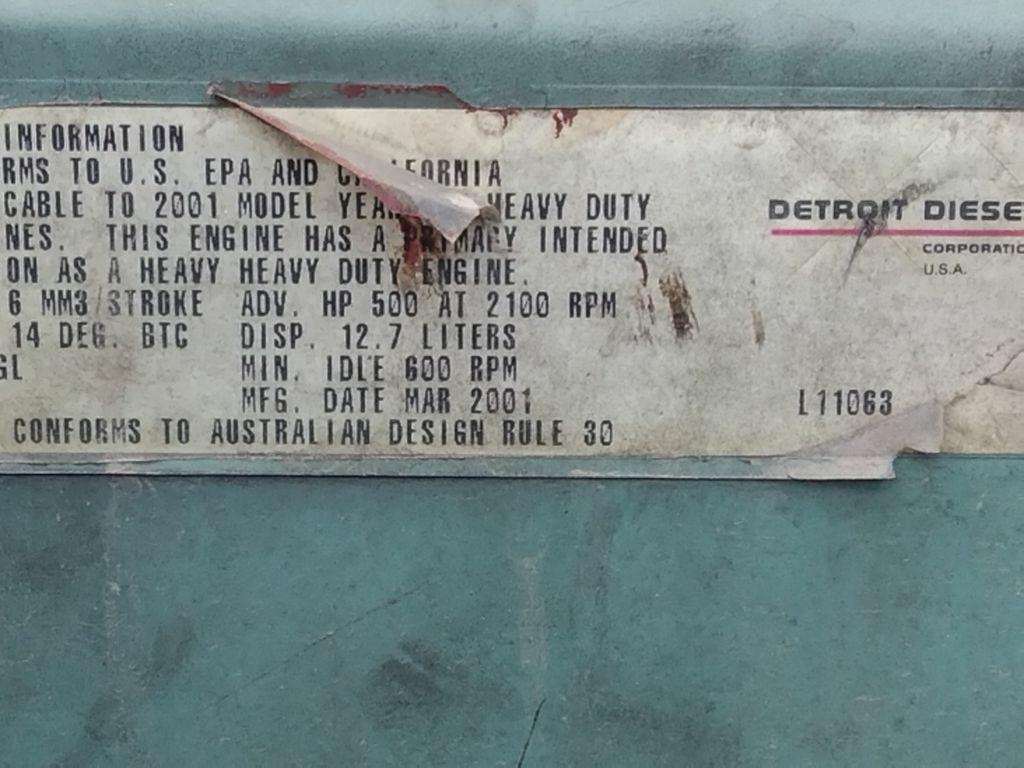 INFORMATION
RMS TO U.S. EPA AND CALIFORNIA
CABLE TO 2001 MODEL YEAR HEAVY DUTY
NES. THIS ENGINE HAS A PRIMARY INTENDED
ON AS A HEAVY HEAVY DUTY ENGINE.
6 MM3/STROKE ADV. HP 500 AT 2100 RPM
14 DEG. BTC DISP. 12.7 LITERS
GL MIN. IDLE 600 RPM
MFG. DATE MAR 2001
CONFORMS TO AUSTRALIAN DESIGN RULE 30
DETROIT DIESE
CORPORATIO
U.S.A.
L11063